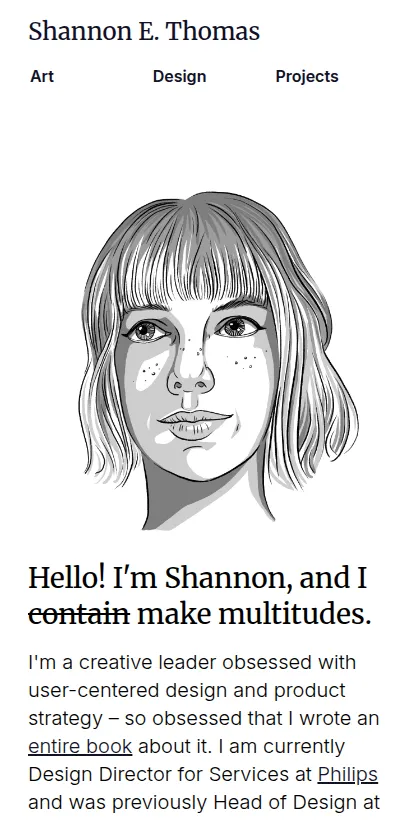 Shannon E. Thomas
Art Design Projects
Hello! I'm Shannon, and I
contain make multitudes.
I'm a creative leader obsessed with
user-centered design and product
strategy – so obsessed that I wrote an
entire book about it. I am currently
Design Director for Services at Philips
and was previously Head of Design at